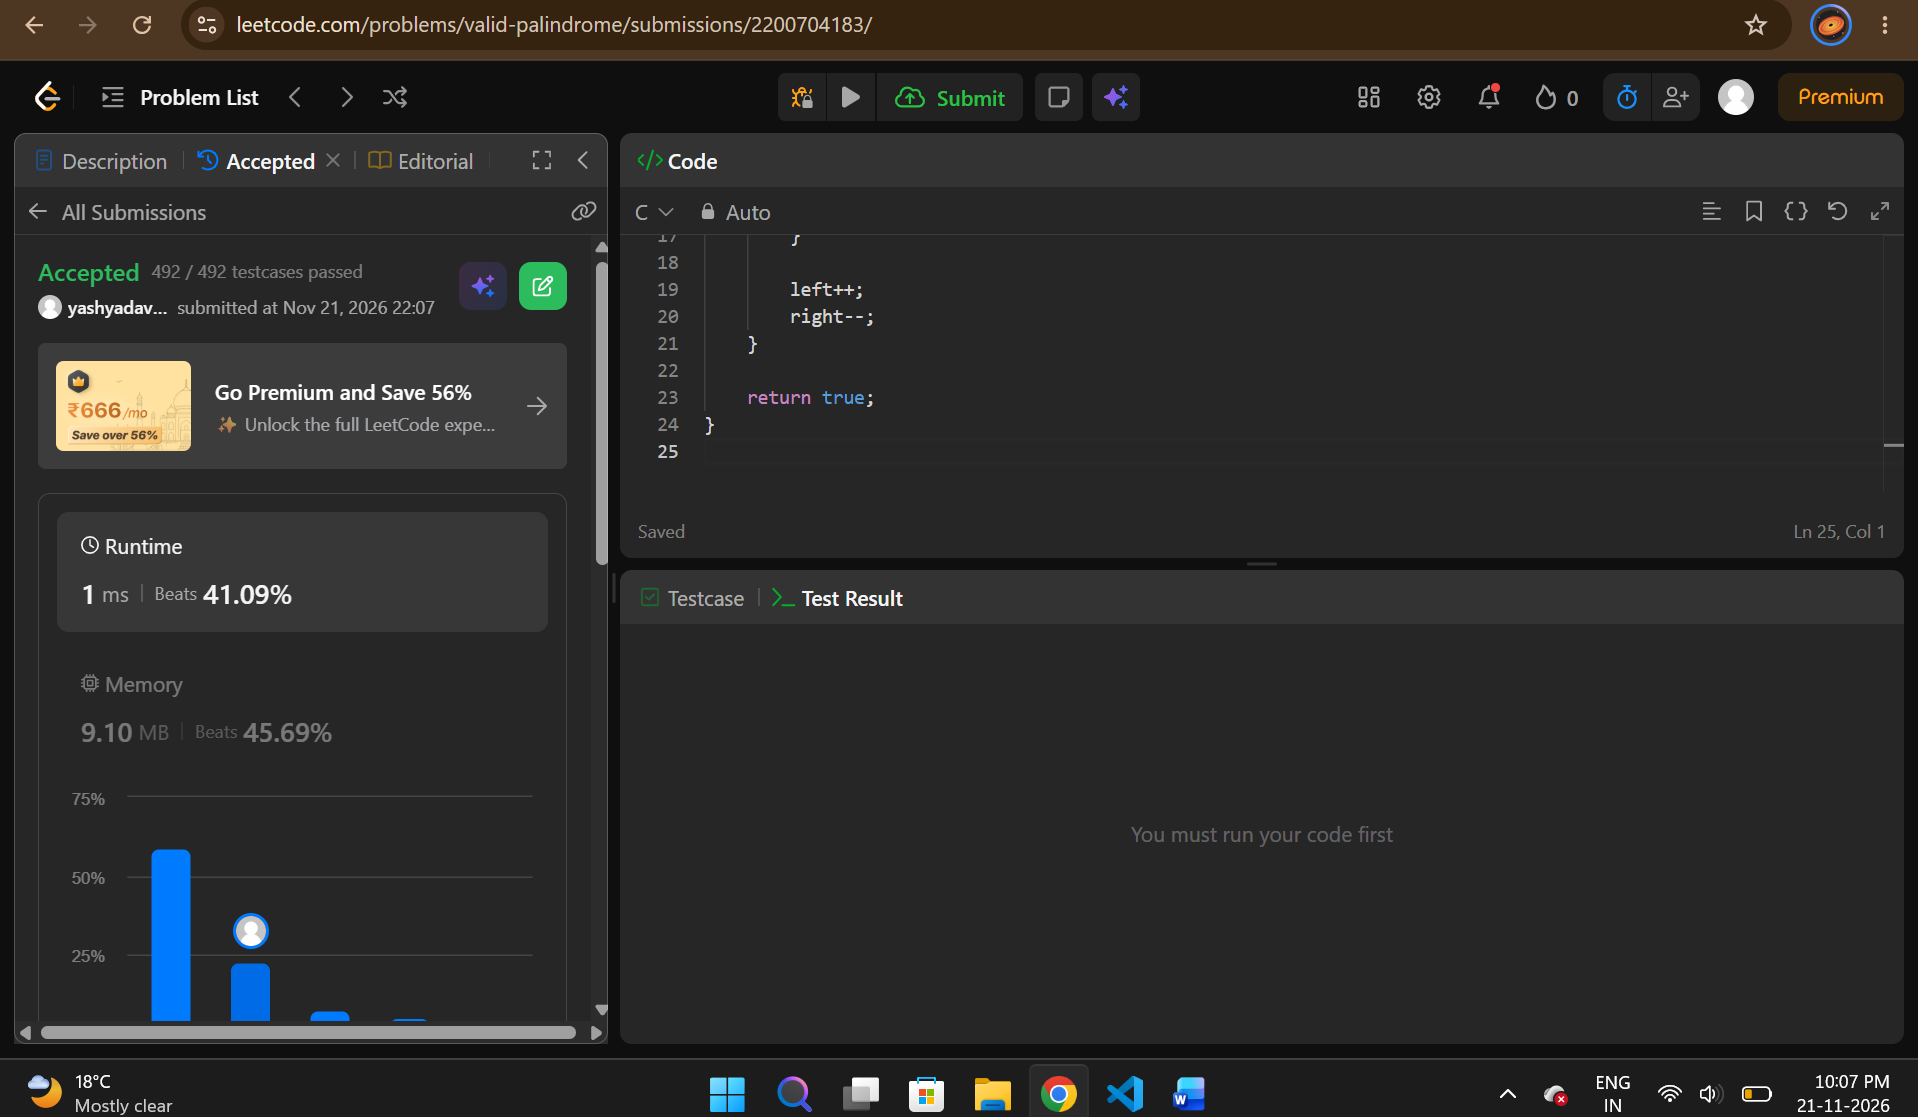 leetcode.com/problems/valid-palindrome/submissions/2200704183/
Problem List
Submit
0
Premium
Description
Accepted
Editorial
All Submissions
Accepted 492 / 492 testcases passed
yashyadav... submitted at Nov 21, 2026 22:07
₹666/mo
Save over 56%
Go Premium and Save 56%
✨ Unlock the full LeetCode expe...
Runtime
1 ms | Beats 41.09%
Memory
9.10 MB | Beats 45.69%
75%
50%
25%
</> Code
C Auto
17 }
18
19 left++;
20 right--;
21 }
22
23 return true;
24 }
25
Saved
Ln 25, Col 1
Testcase
>_ Test Result
You must run your code first
18°C
Mostly clear
W
ENG
IN
10:07 PM
21-11-2026